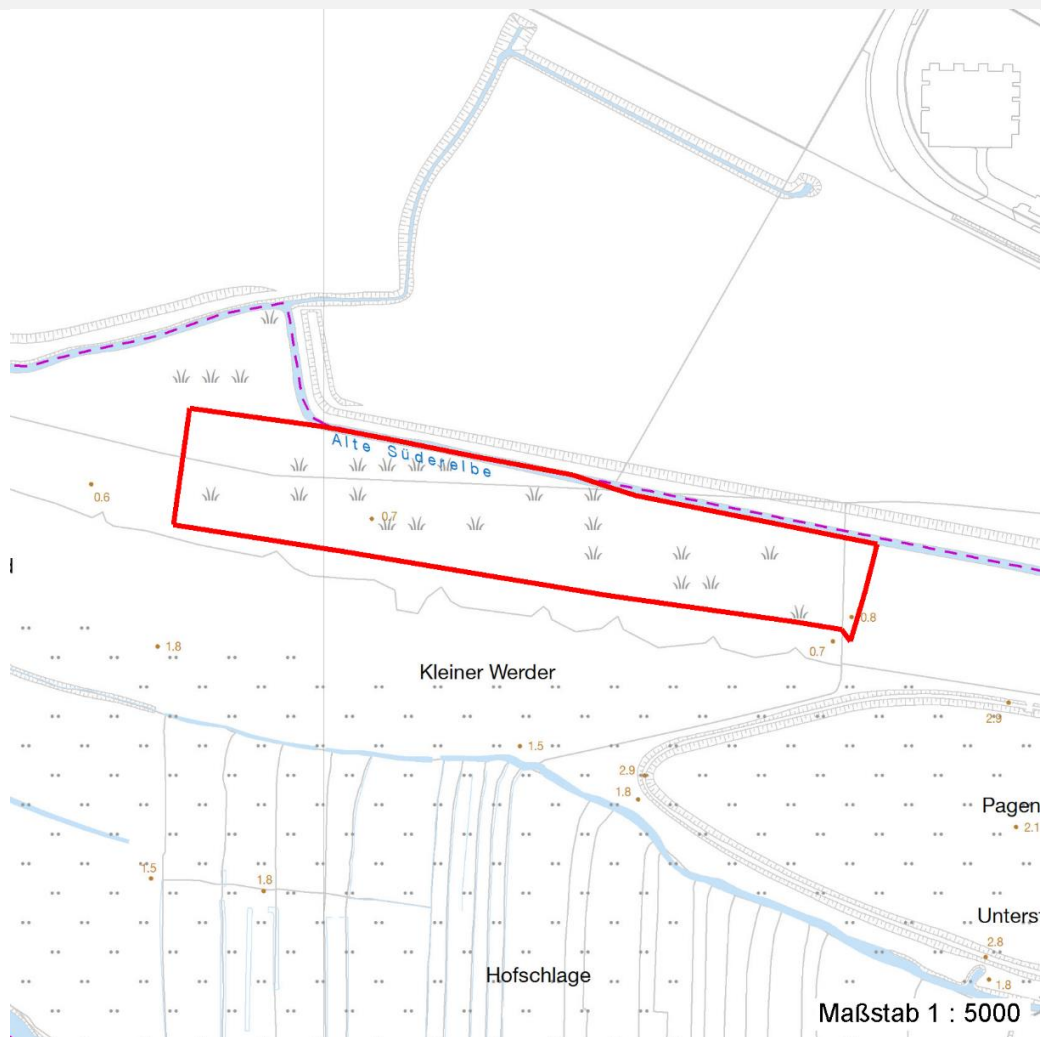 Alte Süderelbe
0.6
0.7
d
0.8
0.7
1.8
Kleiner Werder
2.9
1.5
2.9
1.8
Pagen
2.1
1.5
1.8
Unterst
2.8
Hofschlage
1.8
Maßstab 1 : 5000